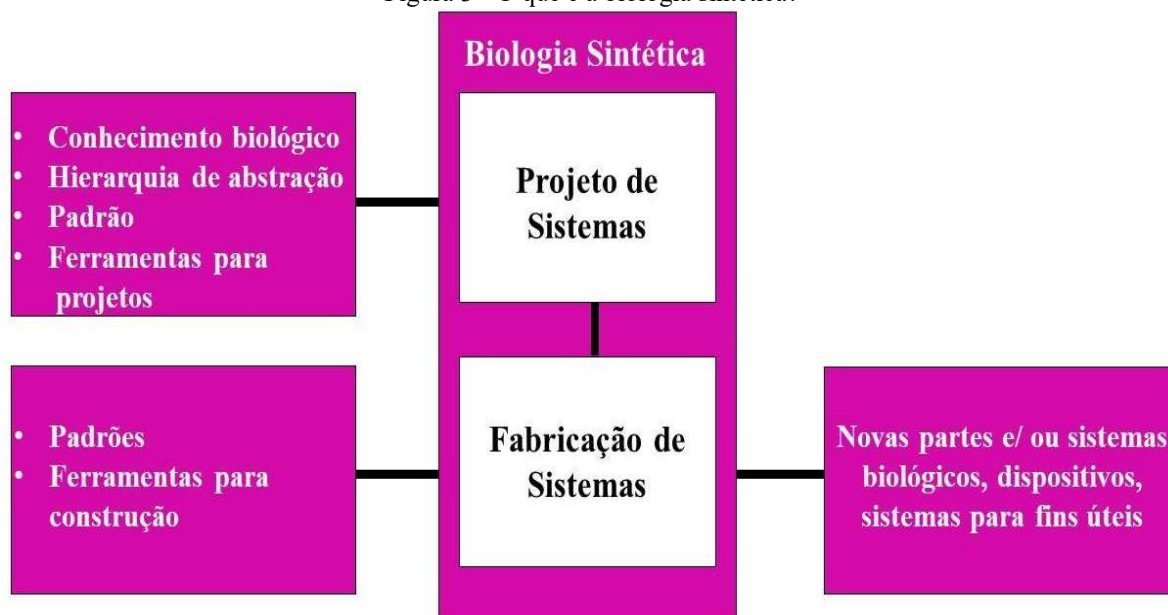 Biologia Sintética
• Conhecimento biológico
• Hierarquia de abstração
• Padrão
• Ferramentas para
projetos
Projeto de
Sistemas
• Padrões
• Ferramentas para
construção
Fabricação de
Sistemas
Novas partes e/ ou sistemas
biológicos, dispositivos,
sistemas para fins úteis